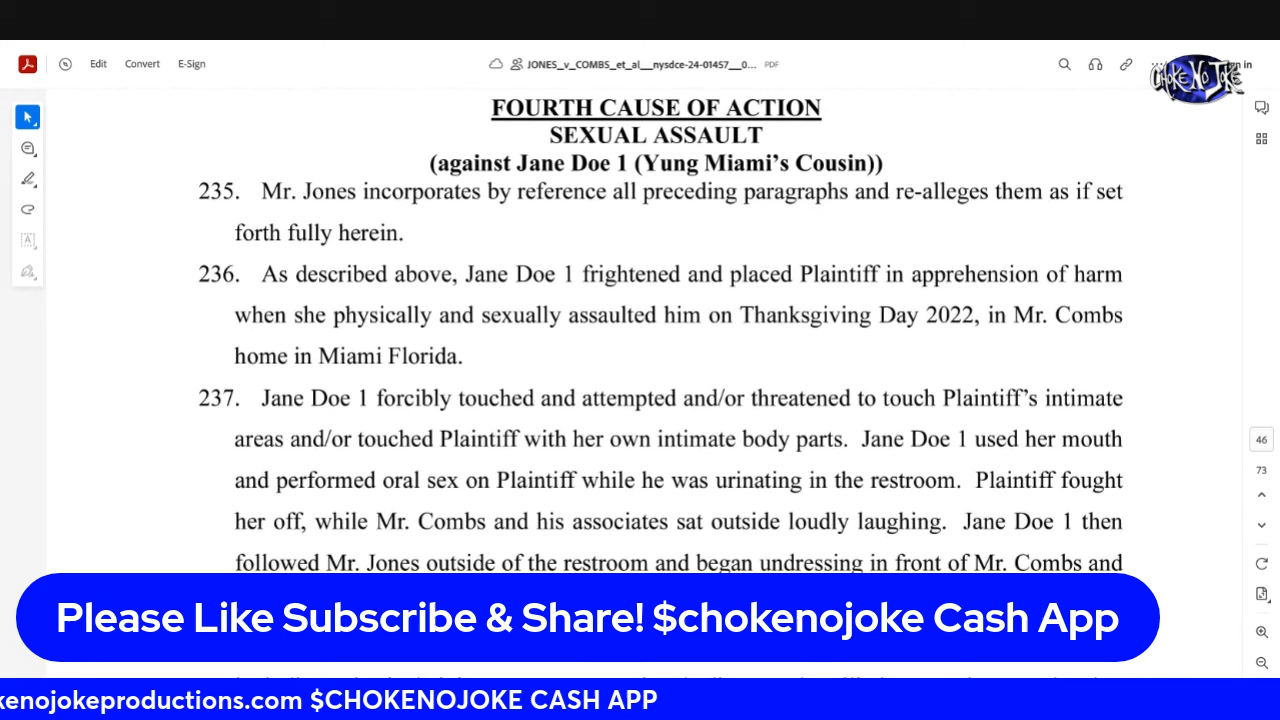 Edit Convert E-Sign JONES_v_COMBS_et_al__nysdce-24-01457__0... PDF in
CHOKE NO JOKE
FOURTH CAUSE OF ACTION
SEXUAL ASSAULT
(against Jane Doe 1 (Yung Miami's Cousin))
235. Mr. Jones incorporates by reference all preceding paragraphs and re-alleges them as if set
forth fully herein.
236. As described above, Jane Doe 1 frightened and placed Plaintiff in apprehension of harm
when she physically and sexually assaulted him on Thanksgiving Day 2022, in Mr. Combs
home in Miami Florida.
237. Jane Doe 1 forcibly touched and attempted and/or threatened to touch Plaintiff's intimate
areas and/or touched Plaintiff with her own intimate body parts. Jane Doe 1 used her mouth
and performed oral sex on Plaintiff while he was urinating in the restroom. Plaintiff fought
her off, while Mr. Combs and his associates sat outside loudly laughing. Jane Doe 1 then
followed Mr. Jones outside of the restroom and began undressing in front of Mr. Combs and
46
73
Please Like Subscribe & Share! $chokenojoke Cash App
kenojokeproductions.com $CHOKENOJOKE CASH APP